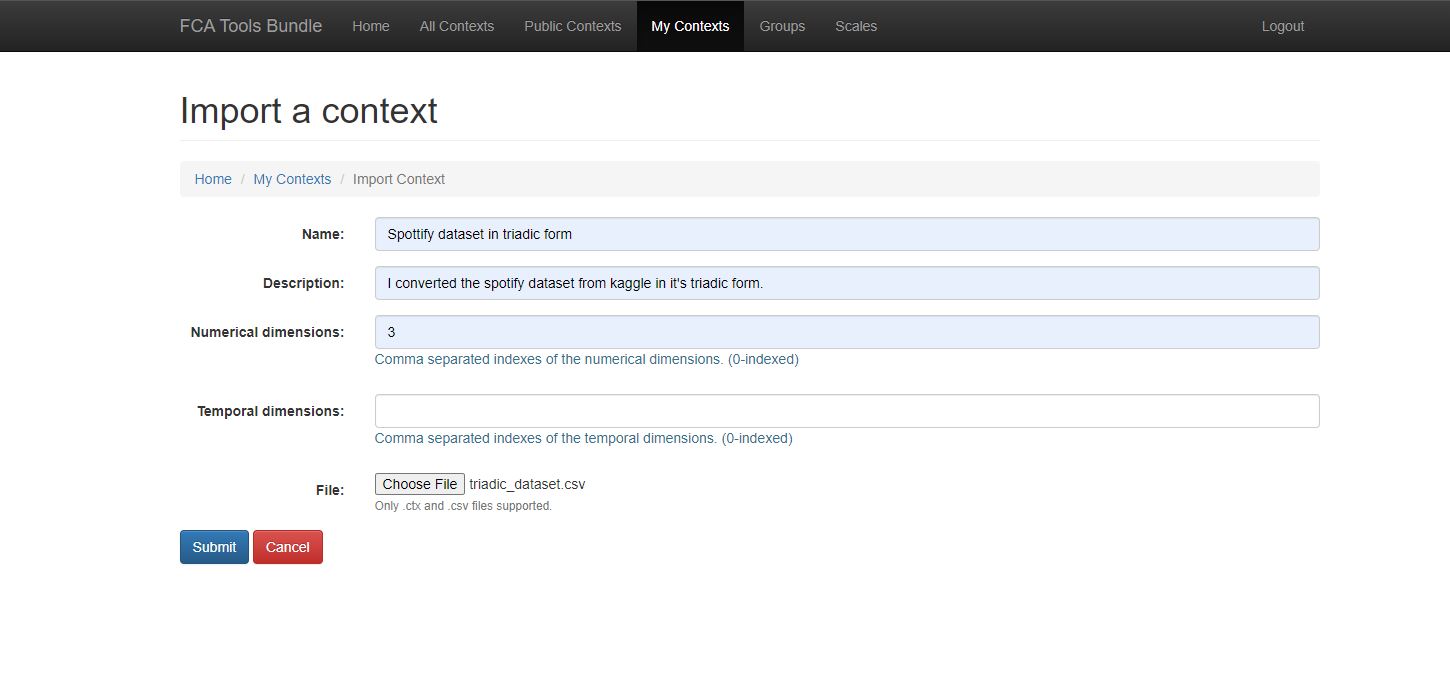 FCA Tools Bundle Home All Contexts Public Contexts My Contexts Groups Scales Logout
Import a context
Home / My Contexts / Import Context
Name: Spottify dataset in triadic form
Description: I converted the spotify dataset from kaggle in it's triadic form.
Numerical dimensions: 3
Comma separated indexes of the numerical dimensions. (0-indexed)
Temporal dimensions:
Comma separated indexes of the temporal dimensions. (0-indexed)
File: Choose File triadic_dataset.csv
Only .ctx and .csv files supported.
Submit Cancel